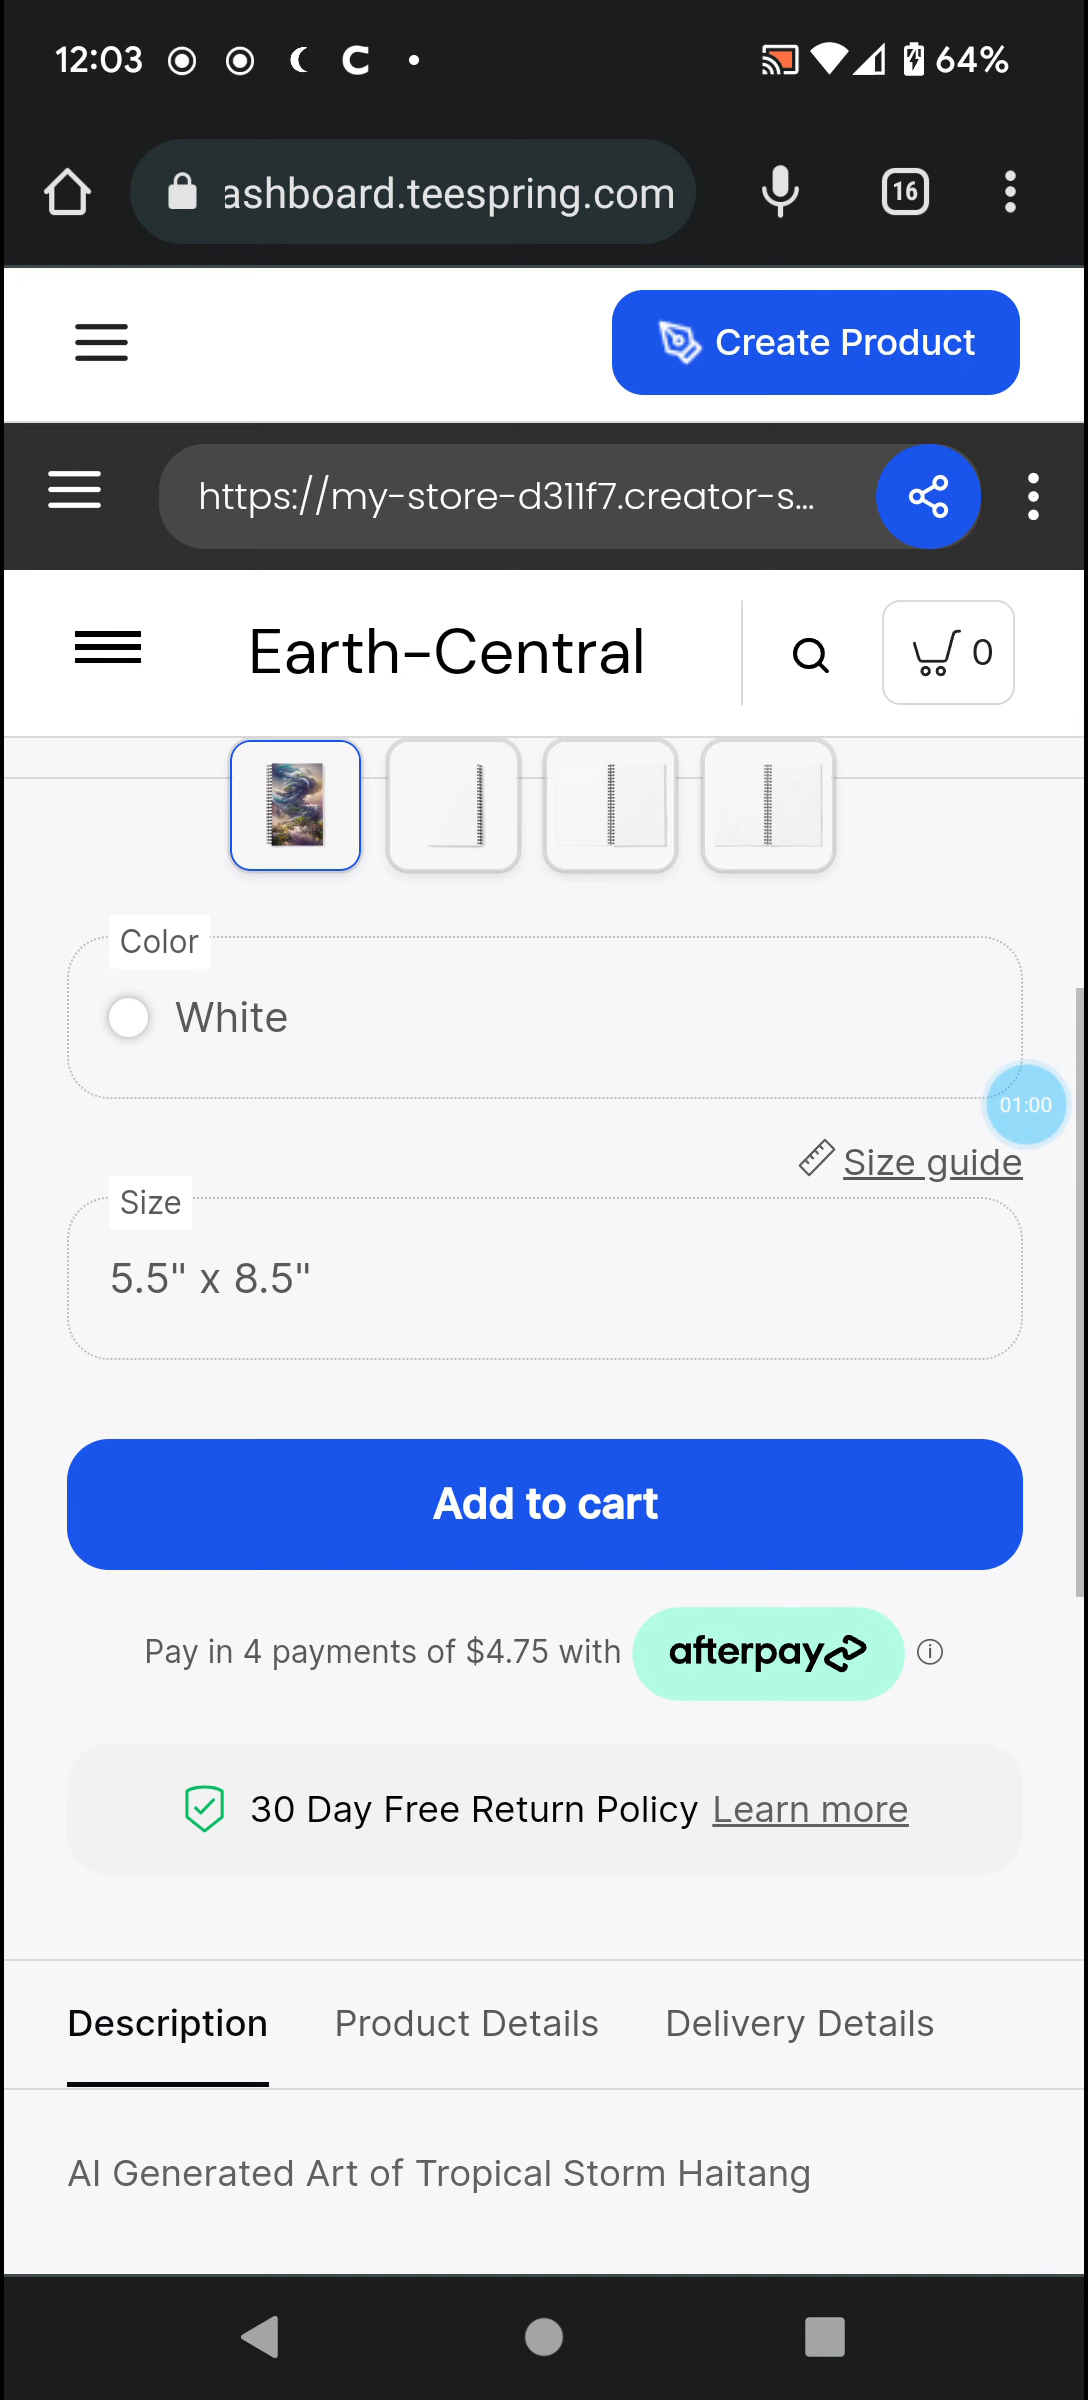 12:03
64%
ashboard.teespring.com
16
Create Product
https://my-store-d311f7.creator-s...
Earth-Central
0
Color
White
01:00
Size guide
Size
5.5" x 8.5"
Add to cart
Pay in 4 payments of $4.75 with afterpay
30 Day Free Return Policy Learn more
Description Product Details Delivery Details
AI Generated Art of Tropical Storm Haitang